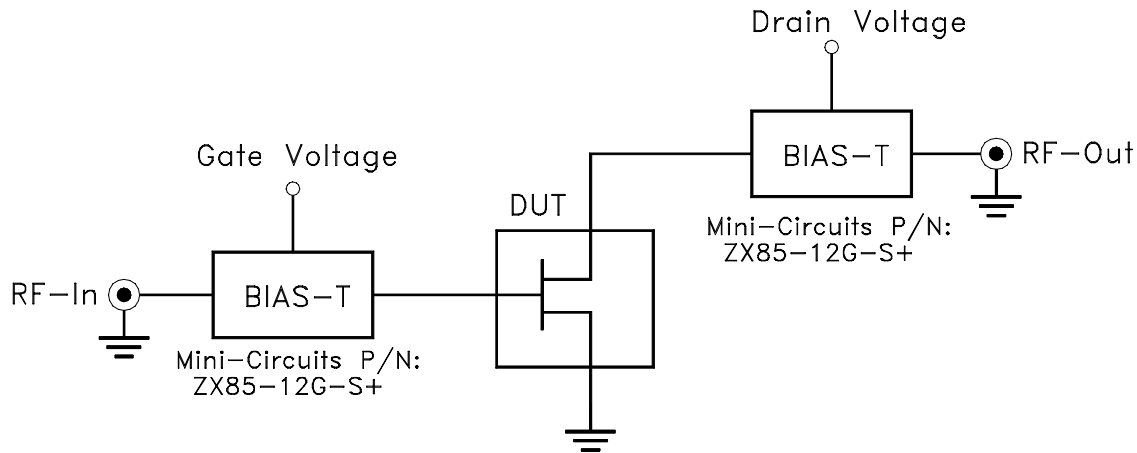 Drain Voltage
BIAS-T
RF-Out
Mini-Circuits P/N:
ZX85-12G-S+
Gate Voltage
DUT
RF-In
BIAS-T
Mini-Circuits P/N:
ZX85-12G-S+